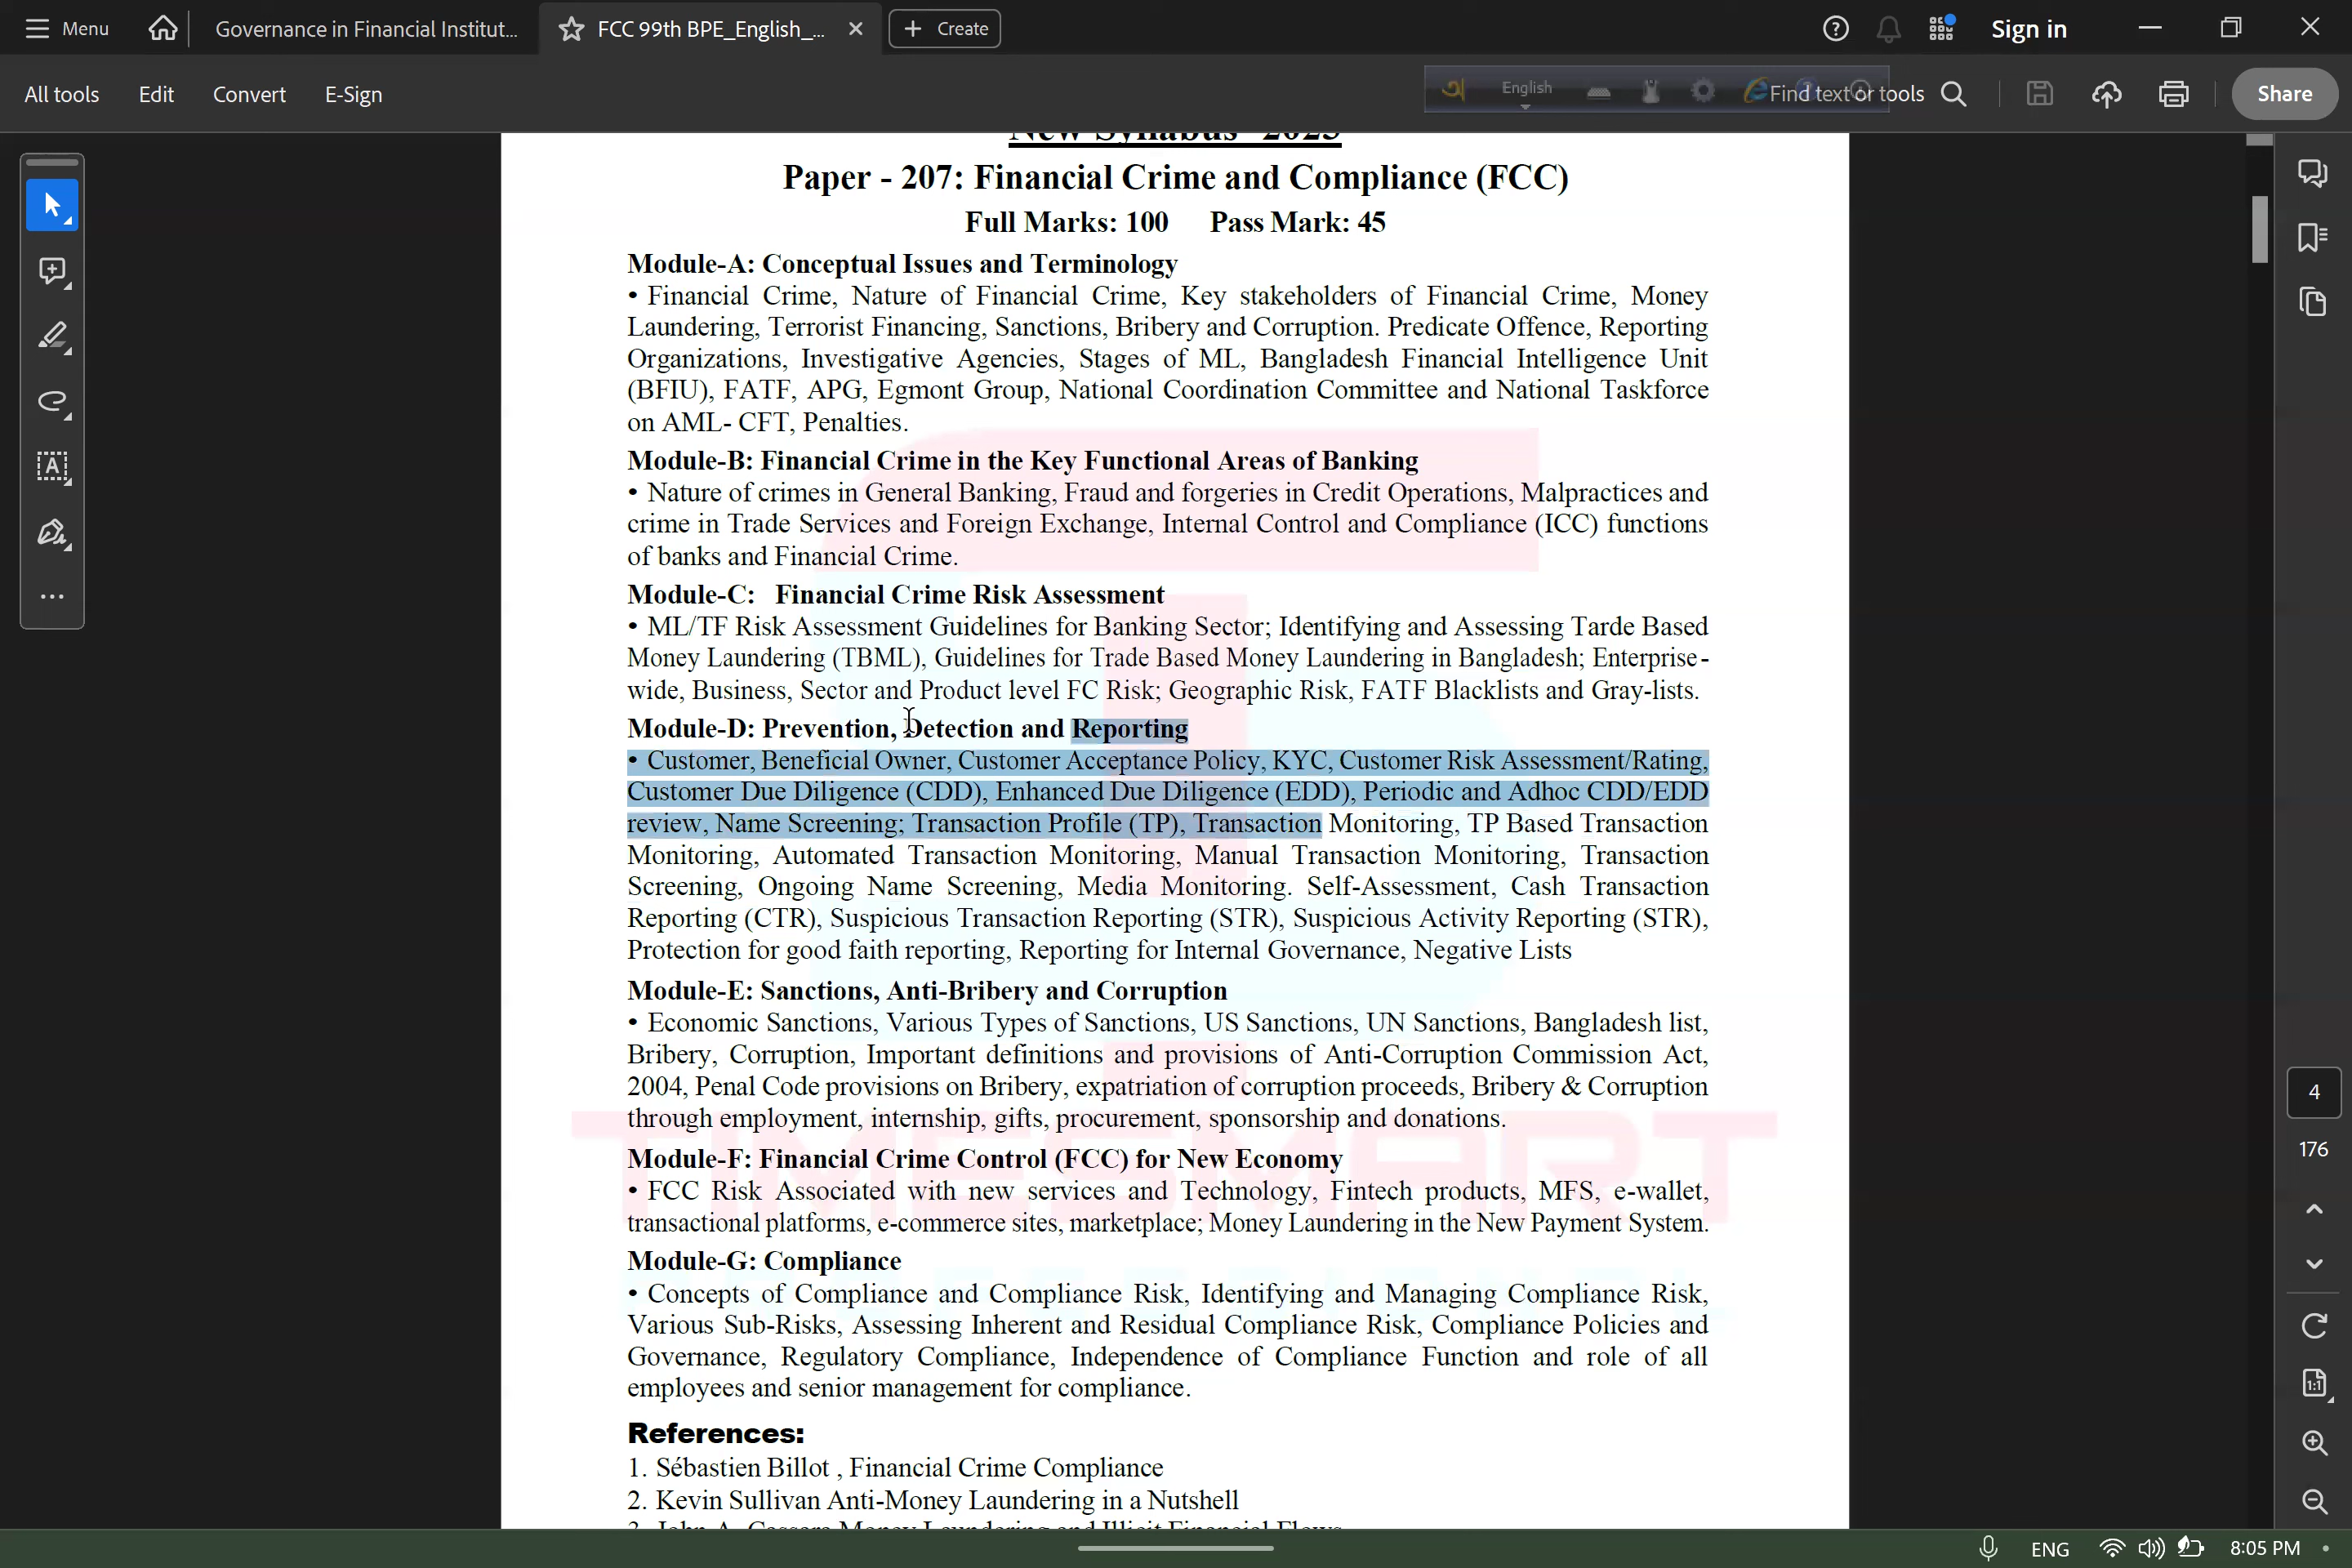 Menu
Governance in Financial Institut...
FCC 99th BPE_English_...
Create
Sign in
All tools
Edit
Convert
E-Sign
English
Find text or tools
Share
New Syllabus- 2023
Paper - 207: Financial Crime and Compliance (FCC)
Full Marks: 100 Pass Mark: 45
Module-A: Conceptual Issues and Terminology
• Financial Crime, Nature of Financial Crime, Key stakeholders of Financial Crime, Money
Laundering, Terrorist Financing, Sanctions, Bribery and Corruption. Predicate Offence, Reporting
Organizations, Investigative Agencies, Stages of ML, Bangladesh Financial Intelligence Unit
(BFIU), FATF, APG, Egmont Group, National Coordination Committee and National Taskforce
on AML- CFT, Penalties.
Module-B: Financial Crime in the Key Functional Areas of Banking
• Nature of crimes in General Banking, Fraud and forgeries in Credit Operations, Malpractices and
crime in Trade Services and Foreign Exchange, Internal Control and Compliance (ICC) functions
of banks and Financial Crime.
Module-C: Financial Crime Risk Assessment
• ML/TF Risk Assessment Guidelines for Banking Sector; Identifying and Assessing Tarde Based
Money Laundering (TBML), Guidelines for Trade Based Money Laundering in Bangladesh; Enterprise-
wide, Business, Sector and Product level FC Risk; Geographic Risk, FATF Blacklists and Gray-lists.
Module-D: Prevention, Detection and Reporting
• Customer, Beneficial Owner, Customer Acceptance Policy, KYC, Customer Risk Assessment/Rating,
Customer Due Diligence (CDD), Enhanced Due Diligence (EDD), Periodic and Adhoc CDD/EDD
review, Name Screening; Transaction Profile (TP), Transaction Monitoring, TP Based Transaction
Monitoring, Automated Transaction Monitoring, Manual Transaction Monitoring, Transaction
Screening, Ongoing Name Screening, Media Monitoring. Self-Assessment, Cash Transaction
Reporting (CTR), Suspicious Transaction Reporting (STR), Suspicious Activity Reporting (STR),
Protection for good faith reporting, Reporting for Internal Governance, Negative Lists
Module-E: Sanctions, Anti-Bribery and Corruption
• Economic Sanctions, Various Types of Sanctions, US Sanctions, UN Sanctions, Bangladesh list,
Bribery, Corruption, Important definitions and provisions of Anti-Corruption Commission Act,
2004, Penal Code provisions on Bribery, expatriation of corruption proceeds, Bribery & Corruption
through employment, internship, gifts, procurement, sponsorship and donations.
TIMESMART
Module-F: Financial Crime Control (FCC) for New Economy
• FCC Risk Associated with new services and Technology, Fintech products, MFS, e-wallet,
transactional platforms, e-commerce sites, marketplace; Money Laundering in the New Payment System.
Module-G: Compliance
• Concepts of Compliance and Compliance Risk, Identifying and Managing Compliance Risk,
Various Sub-Risks, Assessing Inherent and Residual Compliance Risk, Compliance Policies and
Governance, Regulatory Compliance, Independence of Compliance Function and role of all
employees and senior management for compliance.
References:
1. Sébastien Billot , Financial Crime Compliance
2. Kevin Sullivan Anti-Money Laundering in a Nutshell
3. John A. Cassara Money Laundering and Illicit Financial Flows
4
176
ENG
8:05 PM